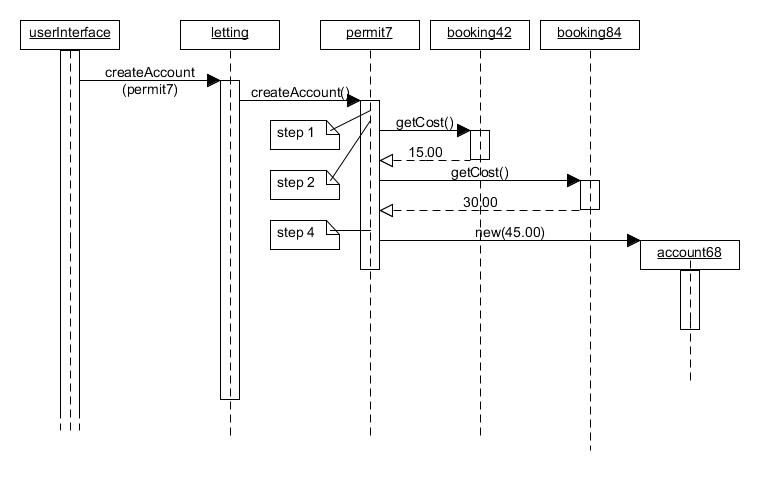 userInterface
letting
permit7
booking42
booking84
createAccount
(permit7)
createAccount()
step 1
getCost()
15.00
step 2
getCost()
30.00
step 4
new(45.00)
account68